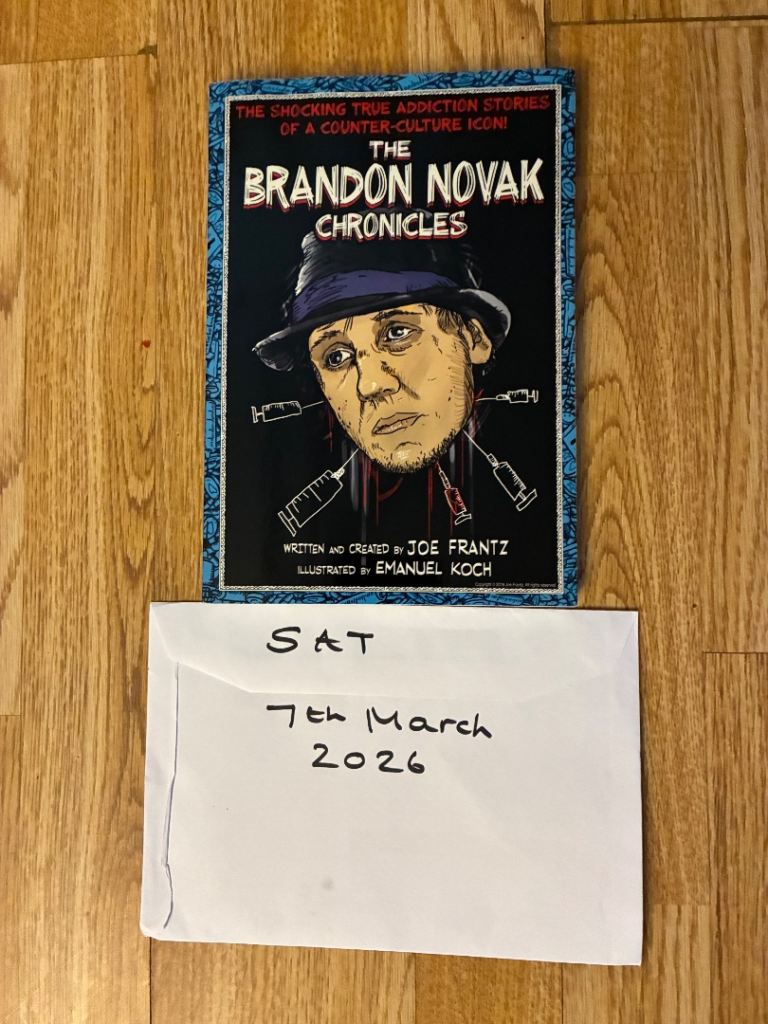 THE SHOCKING TRUE ADDICTION STORIES
OF A COUNTER-CULTURE ICON!
THE
BRANDON NOVAK
CHRONICLES
WRITTEN AND CREATED BY JOE FRANTZ
ILLUSTRATED BY EMANUEL KOCH
SAT
7th March
2026